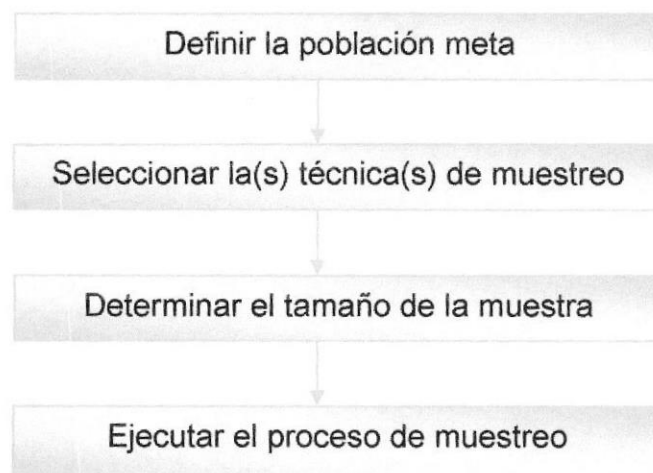 Definir la población meta
Seleccionar la(s) técnica(s) de muestreo
Determinar el tamaño de la muestra
Ejecutar el proceso de muestreo